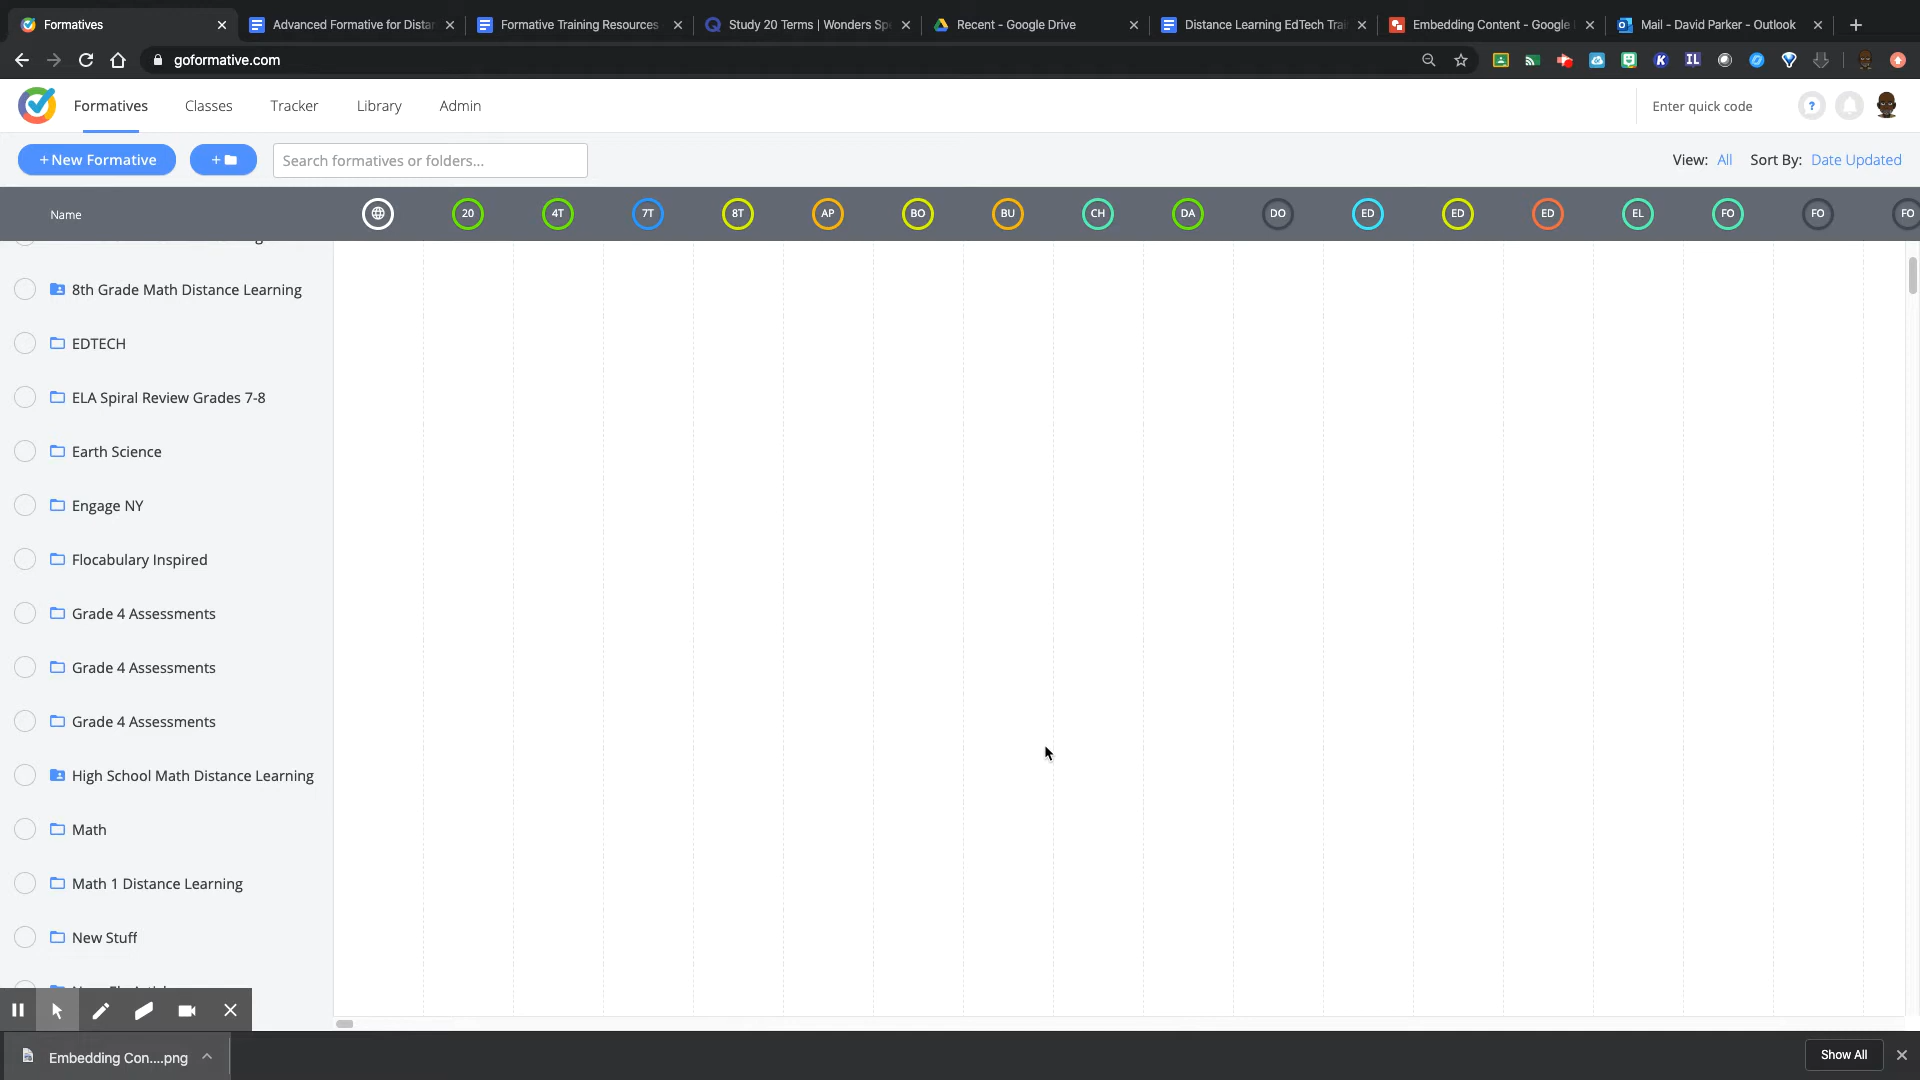 Formatives
Advanced Formative for Distan
Formative Training Resources
Study 20 Terms | Wonders Spe
Recent - Google Drive
Distance Learning EdTech Trai
Embedding Content - Google
Mail - David Parker - Outlook
goformative.com
K
IL
Formatives
Classes
Tracker
Library
Admin
Enter quick code
?
+ New Formative
+
Search formatives or folders...
View: All
Sort By: Date Updated
Name
20
4T
7T
8T
AP
BO
BU
CH
DA
DO
ED
ED
ED
EL
FO
FO
FO
8th Grade Math Distance Learning
EDTECH
ELA Spiral Review Grades 7-8
Earth Science
Engage NY
Flocabulary Inspired
Grade 4 Assessments
Grade 4 Assessments
Grade 4 Assessments
High School Math Distance Learning
Math
Math 1 Distance Learning
New Stuff
Embedding Con....png
Show All